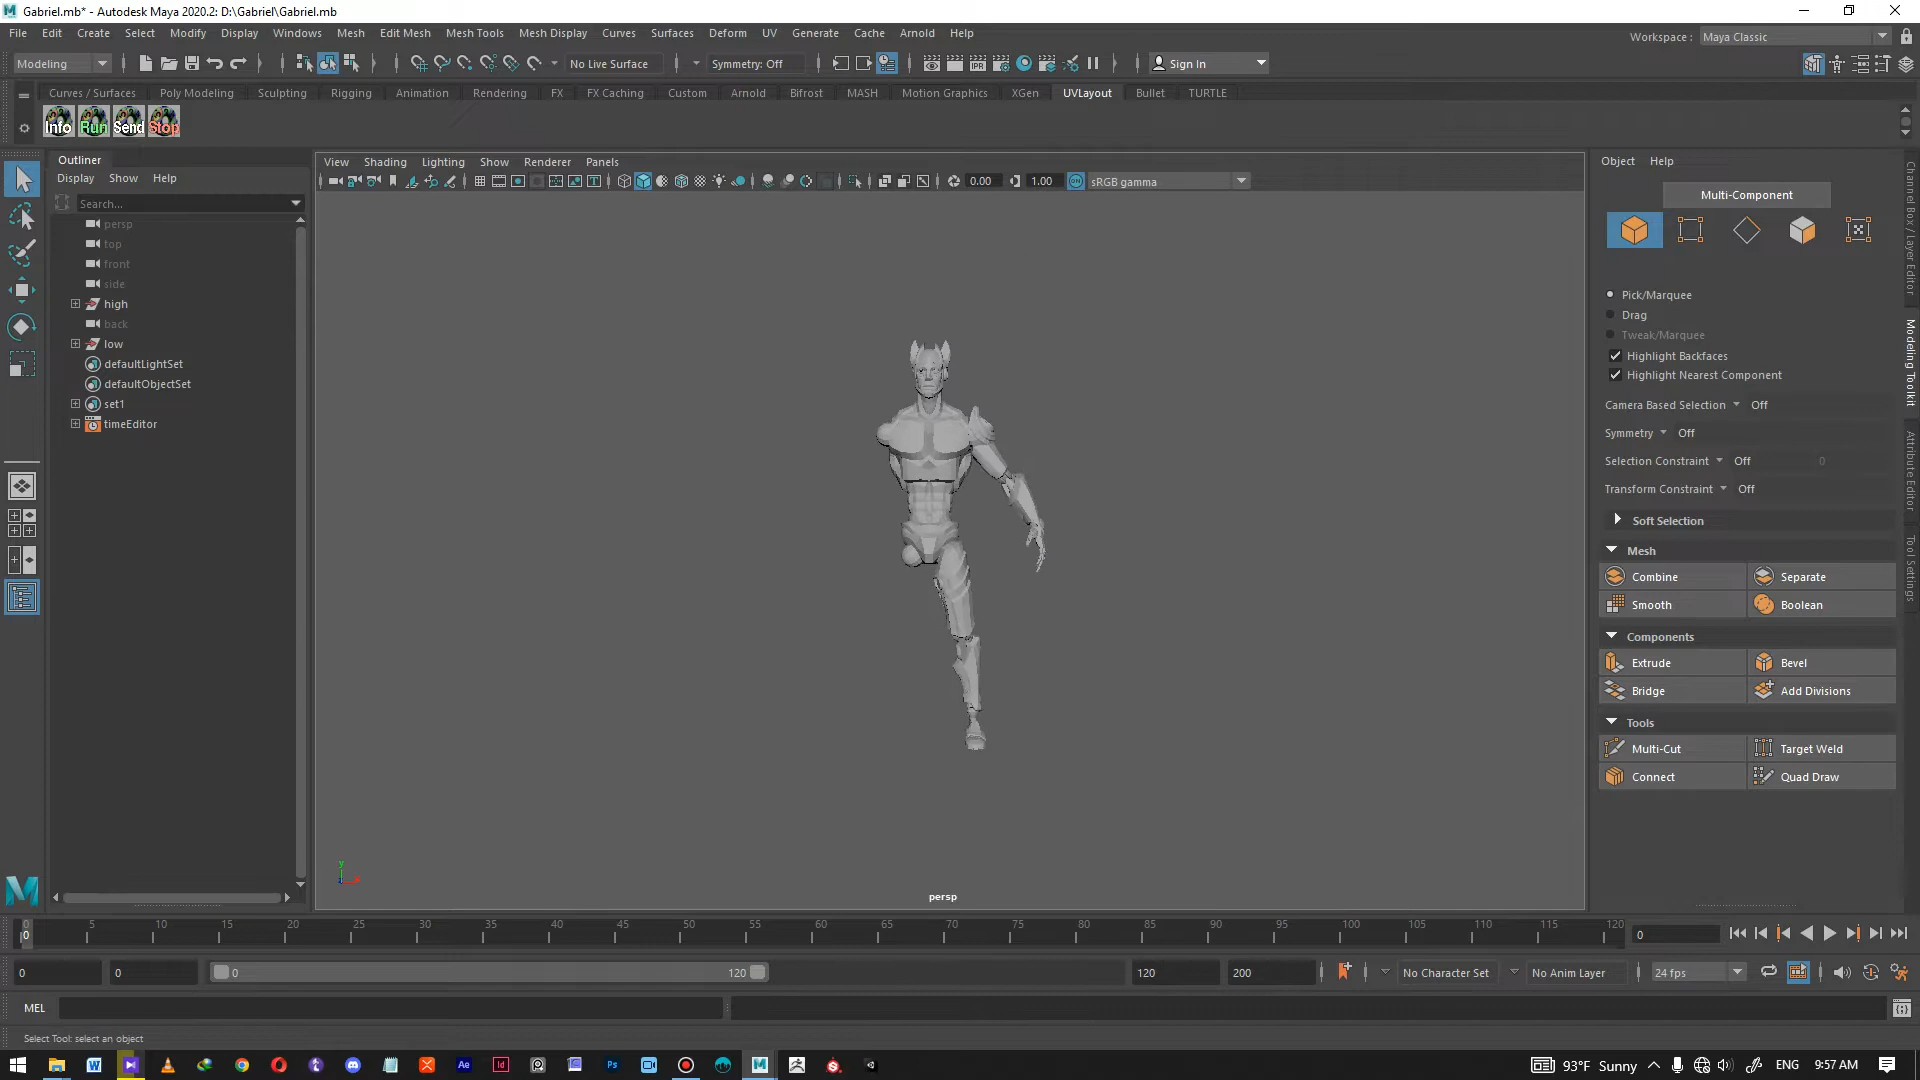 Gabriel.mb* - Autodesk Maya 2020.2: D:\Gabriel\Gabriel.mb
File Edit Create Select Modify Display Windows Mesh Edit Mesh Mesh Tools Mesh Display Curves Surfaces Deform UV Generate Cache Arnold Help
Workspace : Maya Classic
Modeling No Live Surface Symmetry: Off Sign In
Curves / Surfaces Poly Modeling Sculpting Rigging Animation Rendering FX FX Caching Custom Arnold Bifrost MASH Motion Graphics XGen UVLayout Bullet TURTLE
Info Run Send Stop
Outliner
Display Show Help
Search...
persp
top
front
side
high
back
low
defaultLightSet
defaultObjectSet
set1
timeEditor
View Shading Lighting Show Renderer Panels
0.00 1.00 ON sRGB gamma
y
persp
Object Help
Multi-Component
Pick/Marquee
Drag
Tweak/Marquee
Highlight Backfaces
Highlight Nearest Component
Camera Based Selection Off
Symmetry Off
Selection Constraint Off 0
Transform Constraint Off
Soft Selection
Mesh
Combine Separate
Smooth Boolean
Components
Extrude Bevel
Bridge Add Divisions
Tools
Multi-Cut Target Weld
Connect Quad Draw
Channel Box / Layer Editor
Modeling Toolkit
Attribute Editor
Tool Settings
0 5 10 15 20 25 30 35 40 45 50 55 60 65 70 75 80 85 90 95 100 105 110 115 120
0 0
0 0 0 120 120 200 No Character Set No Anim Layer 24 fps
MEL
Select Tool: select an object
93°F Sunny ENG 9:57 AM